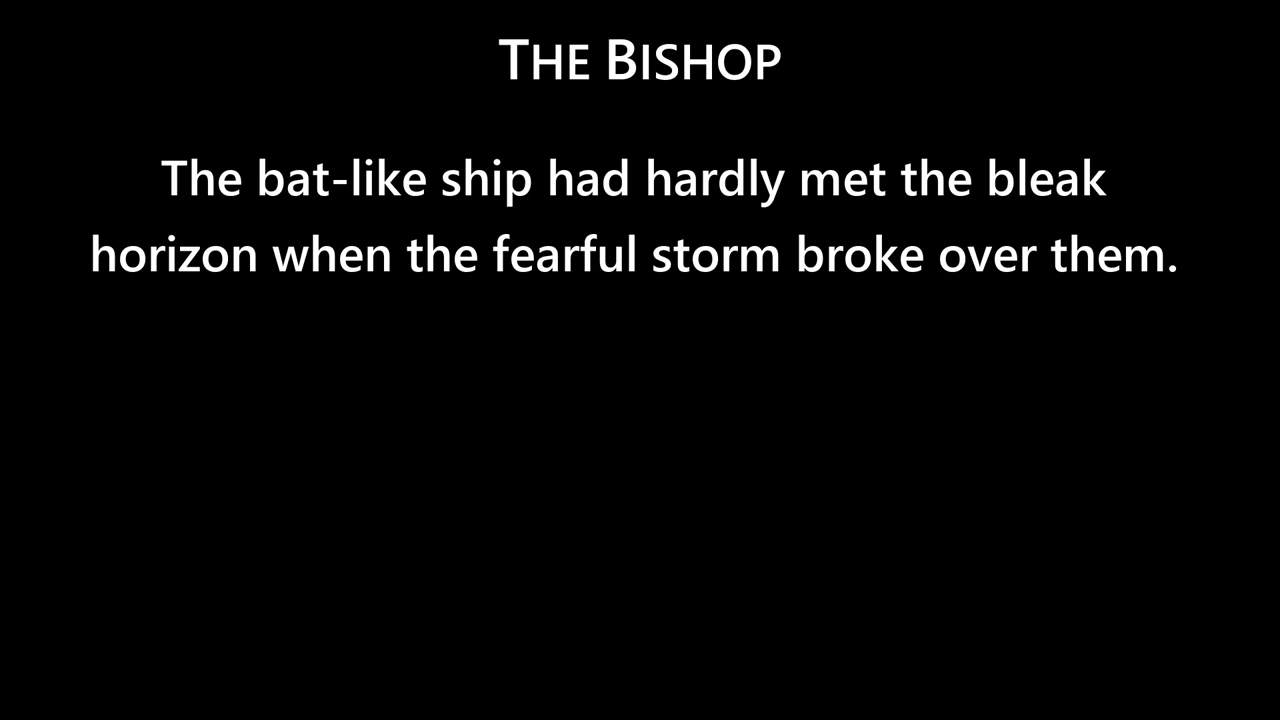 THE BISHOP
The bat-like ship had hardly met the bleak
horizon when the fearful storm broke over them.